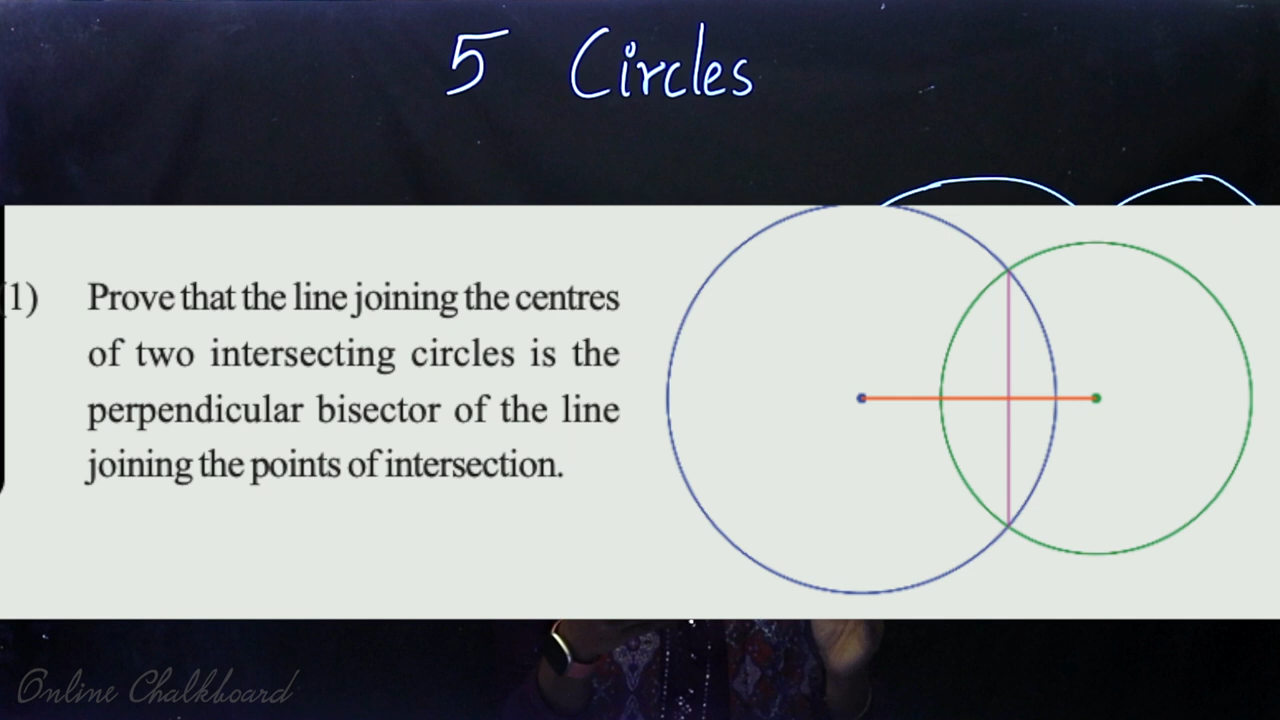 5 Circles
(1) Prove that the line joining the centres
of two intersecting circles is the
perpendicular bisector of the line
joining the points of intersection.
Online Chalkboard